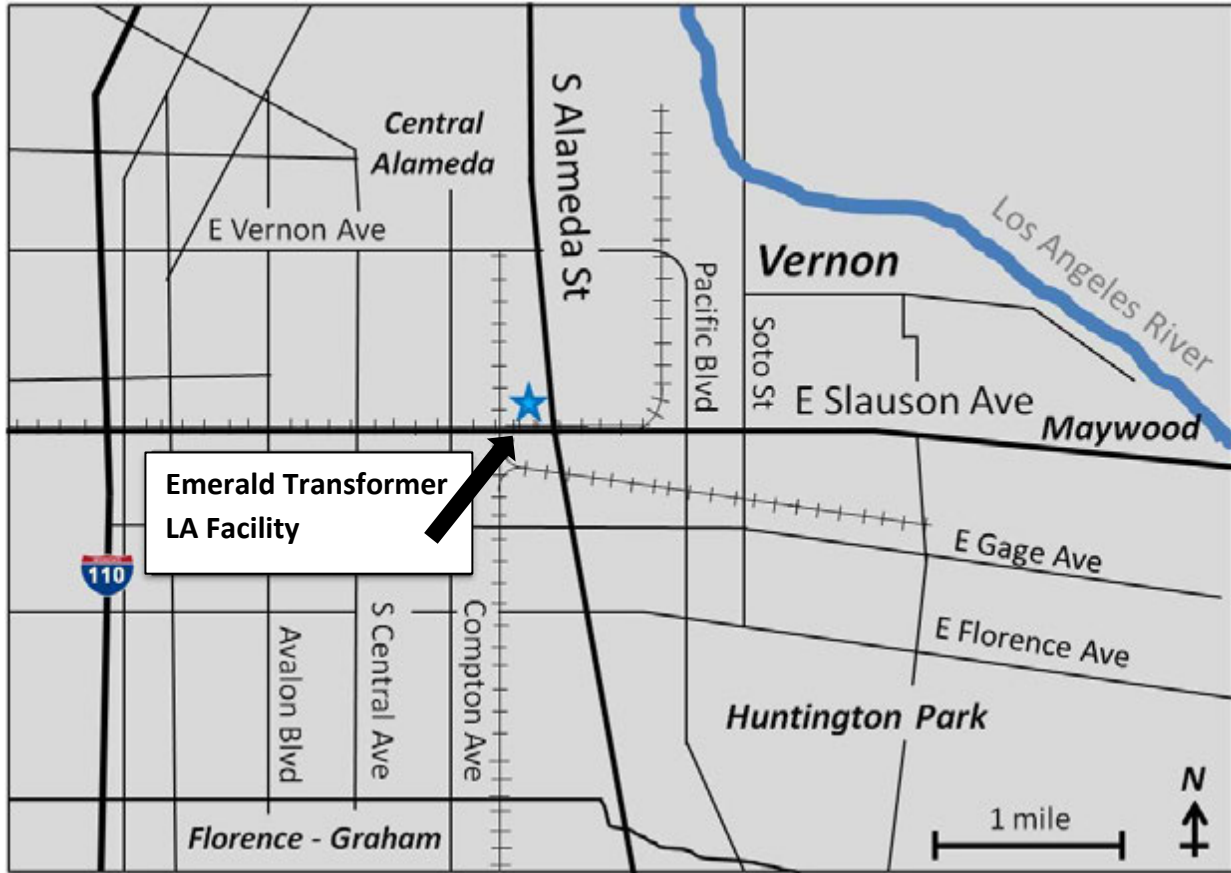 Central
Alameda
S Alameda St
E Vernon Ave
Pacific Blvd
Soto St
Vernon
Los Angeles River
E Slauson Ave
Maywood
Emerald Transformer
LA Facility
110
E Gage Ave
E Florence Ave
Avalon Blvd
S Central Ave
Compton Ave
Huntington Park
Florence - Graham
1 mile
N